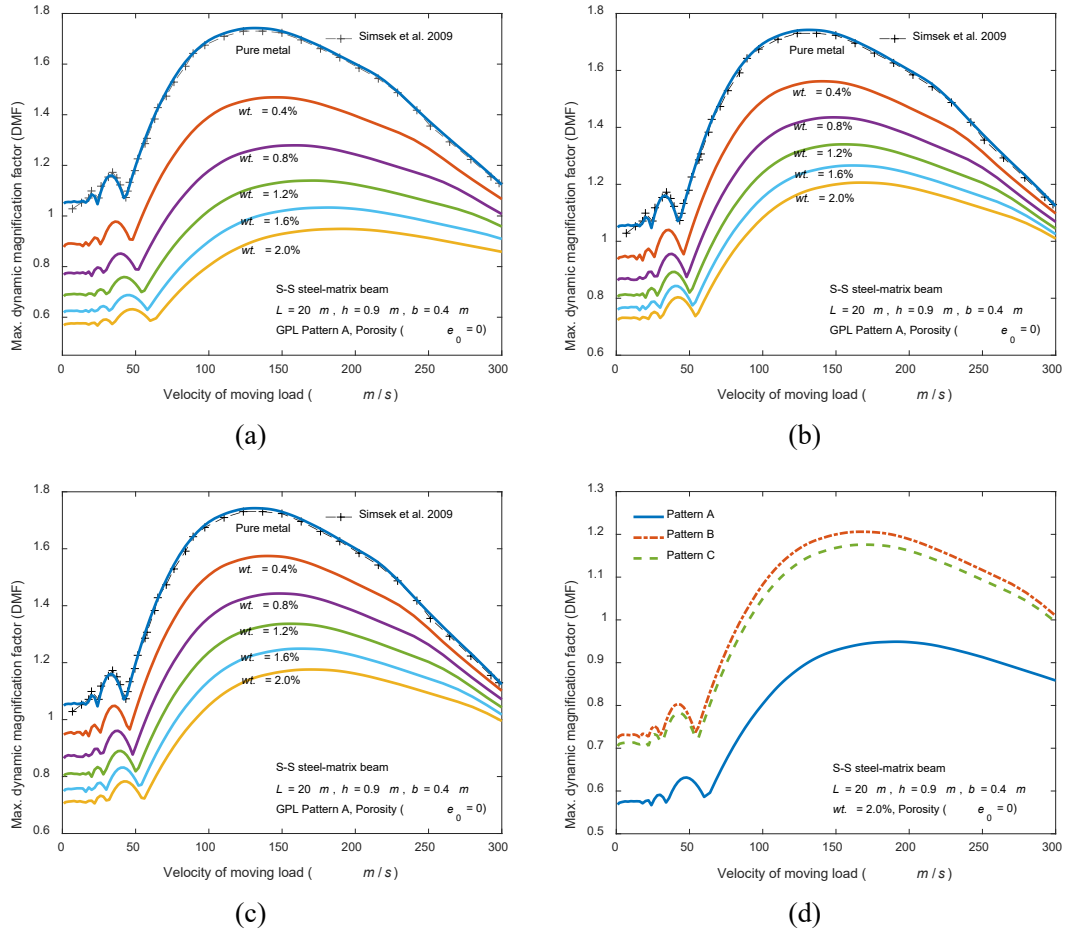 (a)
Max. dynamic magnification factor (DMF)
1.8
1.6
1.4
1.2
1
0.8
0.6
Simsek et al. 2009
Pure metal
wt. = 0.4%
wt. = 0.8%
wt. = 1.2%
wt. = 1.6%
wt. = 2.0%
S-S steel-matrix beam
L = 20 m , h = 0.9 m, b = 0.4 m
GPL Pattern A, Porosity ( e0 = 0)
0 50 100 150 200 250 300
Velocity of moving load ( m / s )
(b)
Max. dynamic magnification factor (DMF)
1.8
1.6
1.4
1.2
1
0.8
0.6
Simsek et al. 2009
Pure metal
wt. = 0.4%
wt. = 0.8%
wt. = 1.2%
wt. = 1.6%
wt. = 2.0%
S-S steel-matrix beam
L = 20 m , h = 0.9 m , b = 0.4 m
GPL Pattern A, Porosity ( e0 = 0)
0 50 100 150 200 250 300
Velocity of moving load ( m / s )
(c)
Max. dynamic magnification factor (DMF)
1.8
1.6
1.4
1.2
1
0.8
0.6
Simsek et al. 2009
Pure metal
wt. = 0.4%
wt. = 0.8%
wt. = 1.2%
wt. = 1.6%
wt. = 2.0%
S-S steel-matrix beam
L = 20 m , h = 0.9 m , b = 0.4 m
GPL Pattern A, Porosity ( e0 = 0)
0 50 100 150 200 250 300
Velocity of moving load ( m / s )
(d)
Max. dynamic magnification factor (DMF)
1.3
1.2
1.1
1
0.9
0.8
0.7
0.6
0.5
Pattern A
Pattern B
Pattern C
S-S steel-matrix beam
L = 20 m , h = 0.9 m , b = 0.4 m
wt. = 2.0%, Porosity ( e0 = 0)
0 50 100 150 200 250 300
Velocity of moving load ( m / s )